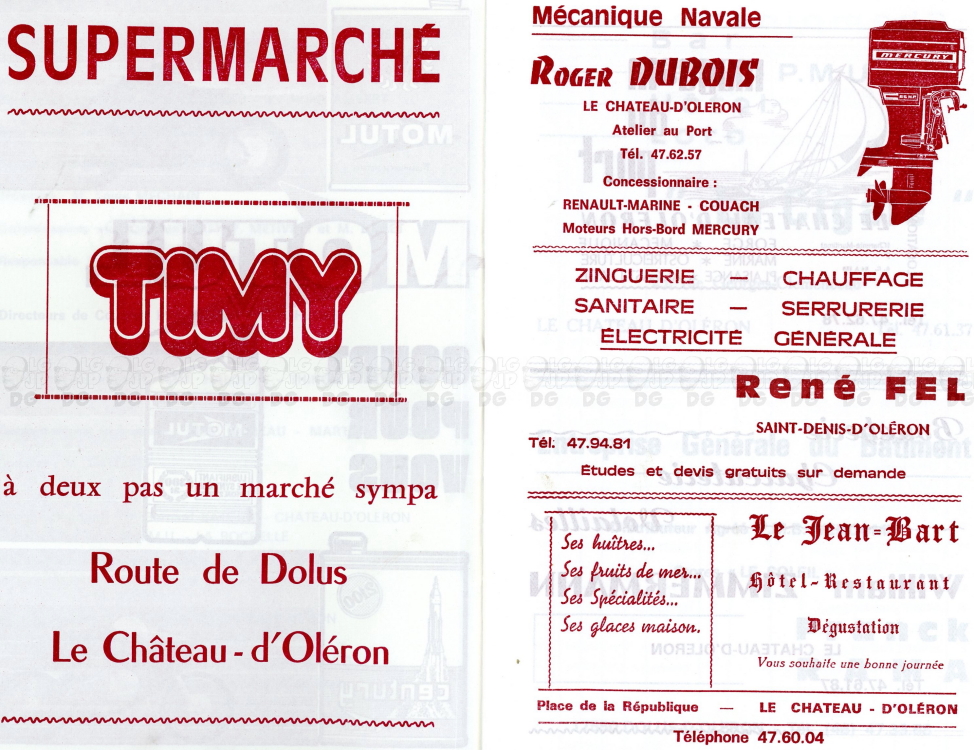 SUPERMARCHÉ
TIMY
à deux pas un marché sympa
Route de Dolus
Le Château - d'Oléron
Mécanique Navale
ROGER DUBOIS
LE CHATEAU-D'OLERON
Atelier au Port
Tél. 47.62.57
Concessionnaire :
RENAULT-MARINE - COUACH
Moteurs Hors-Bord MERCURY
MERCURY
ZINGUERIE — CHAUFFAGE
SANITAIRE — SERRURERIE
ÉLECTRICITÉ GÉNÉRALE
René FEL
SAINT-DENIS-D'OLÉRON
Tél. 47.94.81
Études et devis gratuits sur demande
Ses huîtres...
Ses fruits de mer...
Ses Spécialités...
Ses glaces maison.
Le Jean-Bart
Hôtel-Restaurant
Dégustation
Vous souhaite une bonne journée
Place de la République — LE CHATEAU - D'OLÉRON
Téléphone 47.60.04